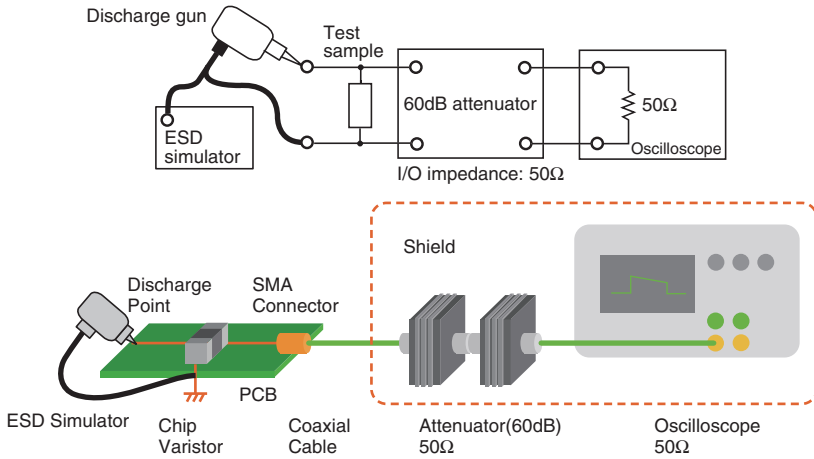 Discharge gun
Test
sample
ESD
simulator
60dB attenuator
50Ω
Oscilloscope
I/O impedance: 50Ω
Shield
Discharge
Point
SMA
Connector
PCB
ESD Simulator
Chip
Varistor
Coaxial
Cable
Attenuator(60dB)
50Ω
Oscilloscope
50Ω